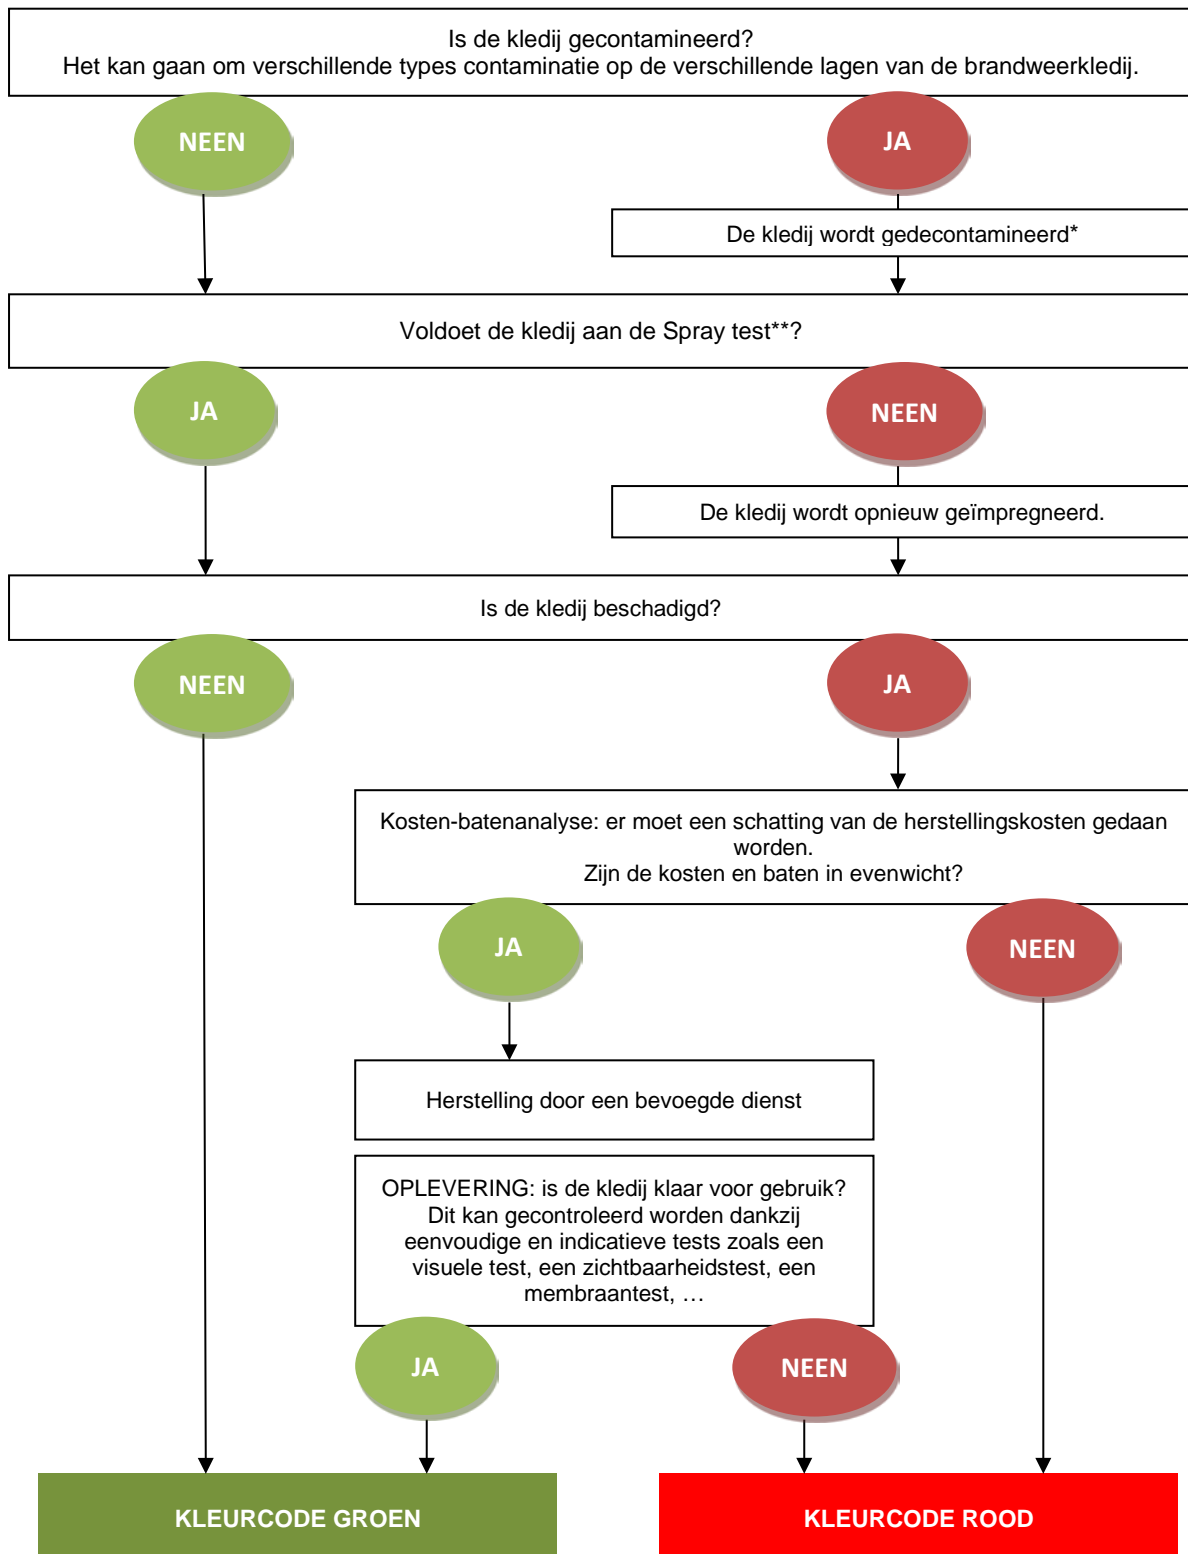 Is de kledij gecontamineerd?
Het kan gaan om verschillende types contaminatie op de verschillende lagen van de brandweerkledij.
NEEN
JA
De kledij wordt gedecontamineerd*
Voldoet de kledij aan de Spray test**?
JA
NEEN
De kledij wordt opnieuw geïmpregneerd.
Is de kledij beschadigd?
NEEN
JA
Kosten-batenanalyse: er moet een schatting van de herstellingskosten gedaan
worden.
Zijn de kosten en baten in evenwicht?
JA
NEEN
Herstelling door een bevoegde dienst
OPLEVERING: is de kledij klaar voor gebruik?
Dit kan gecontroleerd worden dankzij
eenvoudige en indicatieve tests zoals een
visuele test, een zichtbaarheidstest, een
membraantest, …
JA
NEEN
KLEURCODE GROEN
KLEURCODE ROOD